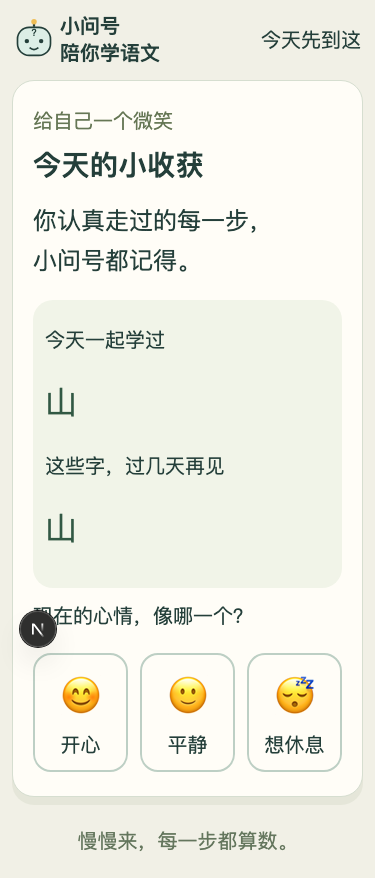 小问号
陪你学语文
今天先到这
给自己一个微笑
今天的小收获
你认真走过的每一步，
小问号都记得。
今天一起学过
山
这些字，过几天再见
山
在的心情，像哪一个？
N
开心
平静
想休息
慢慢来，每一步都算数。